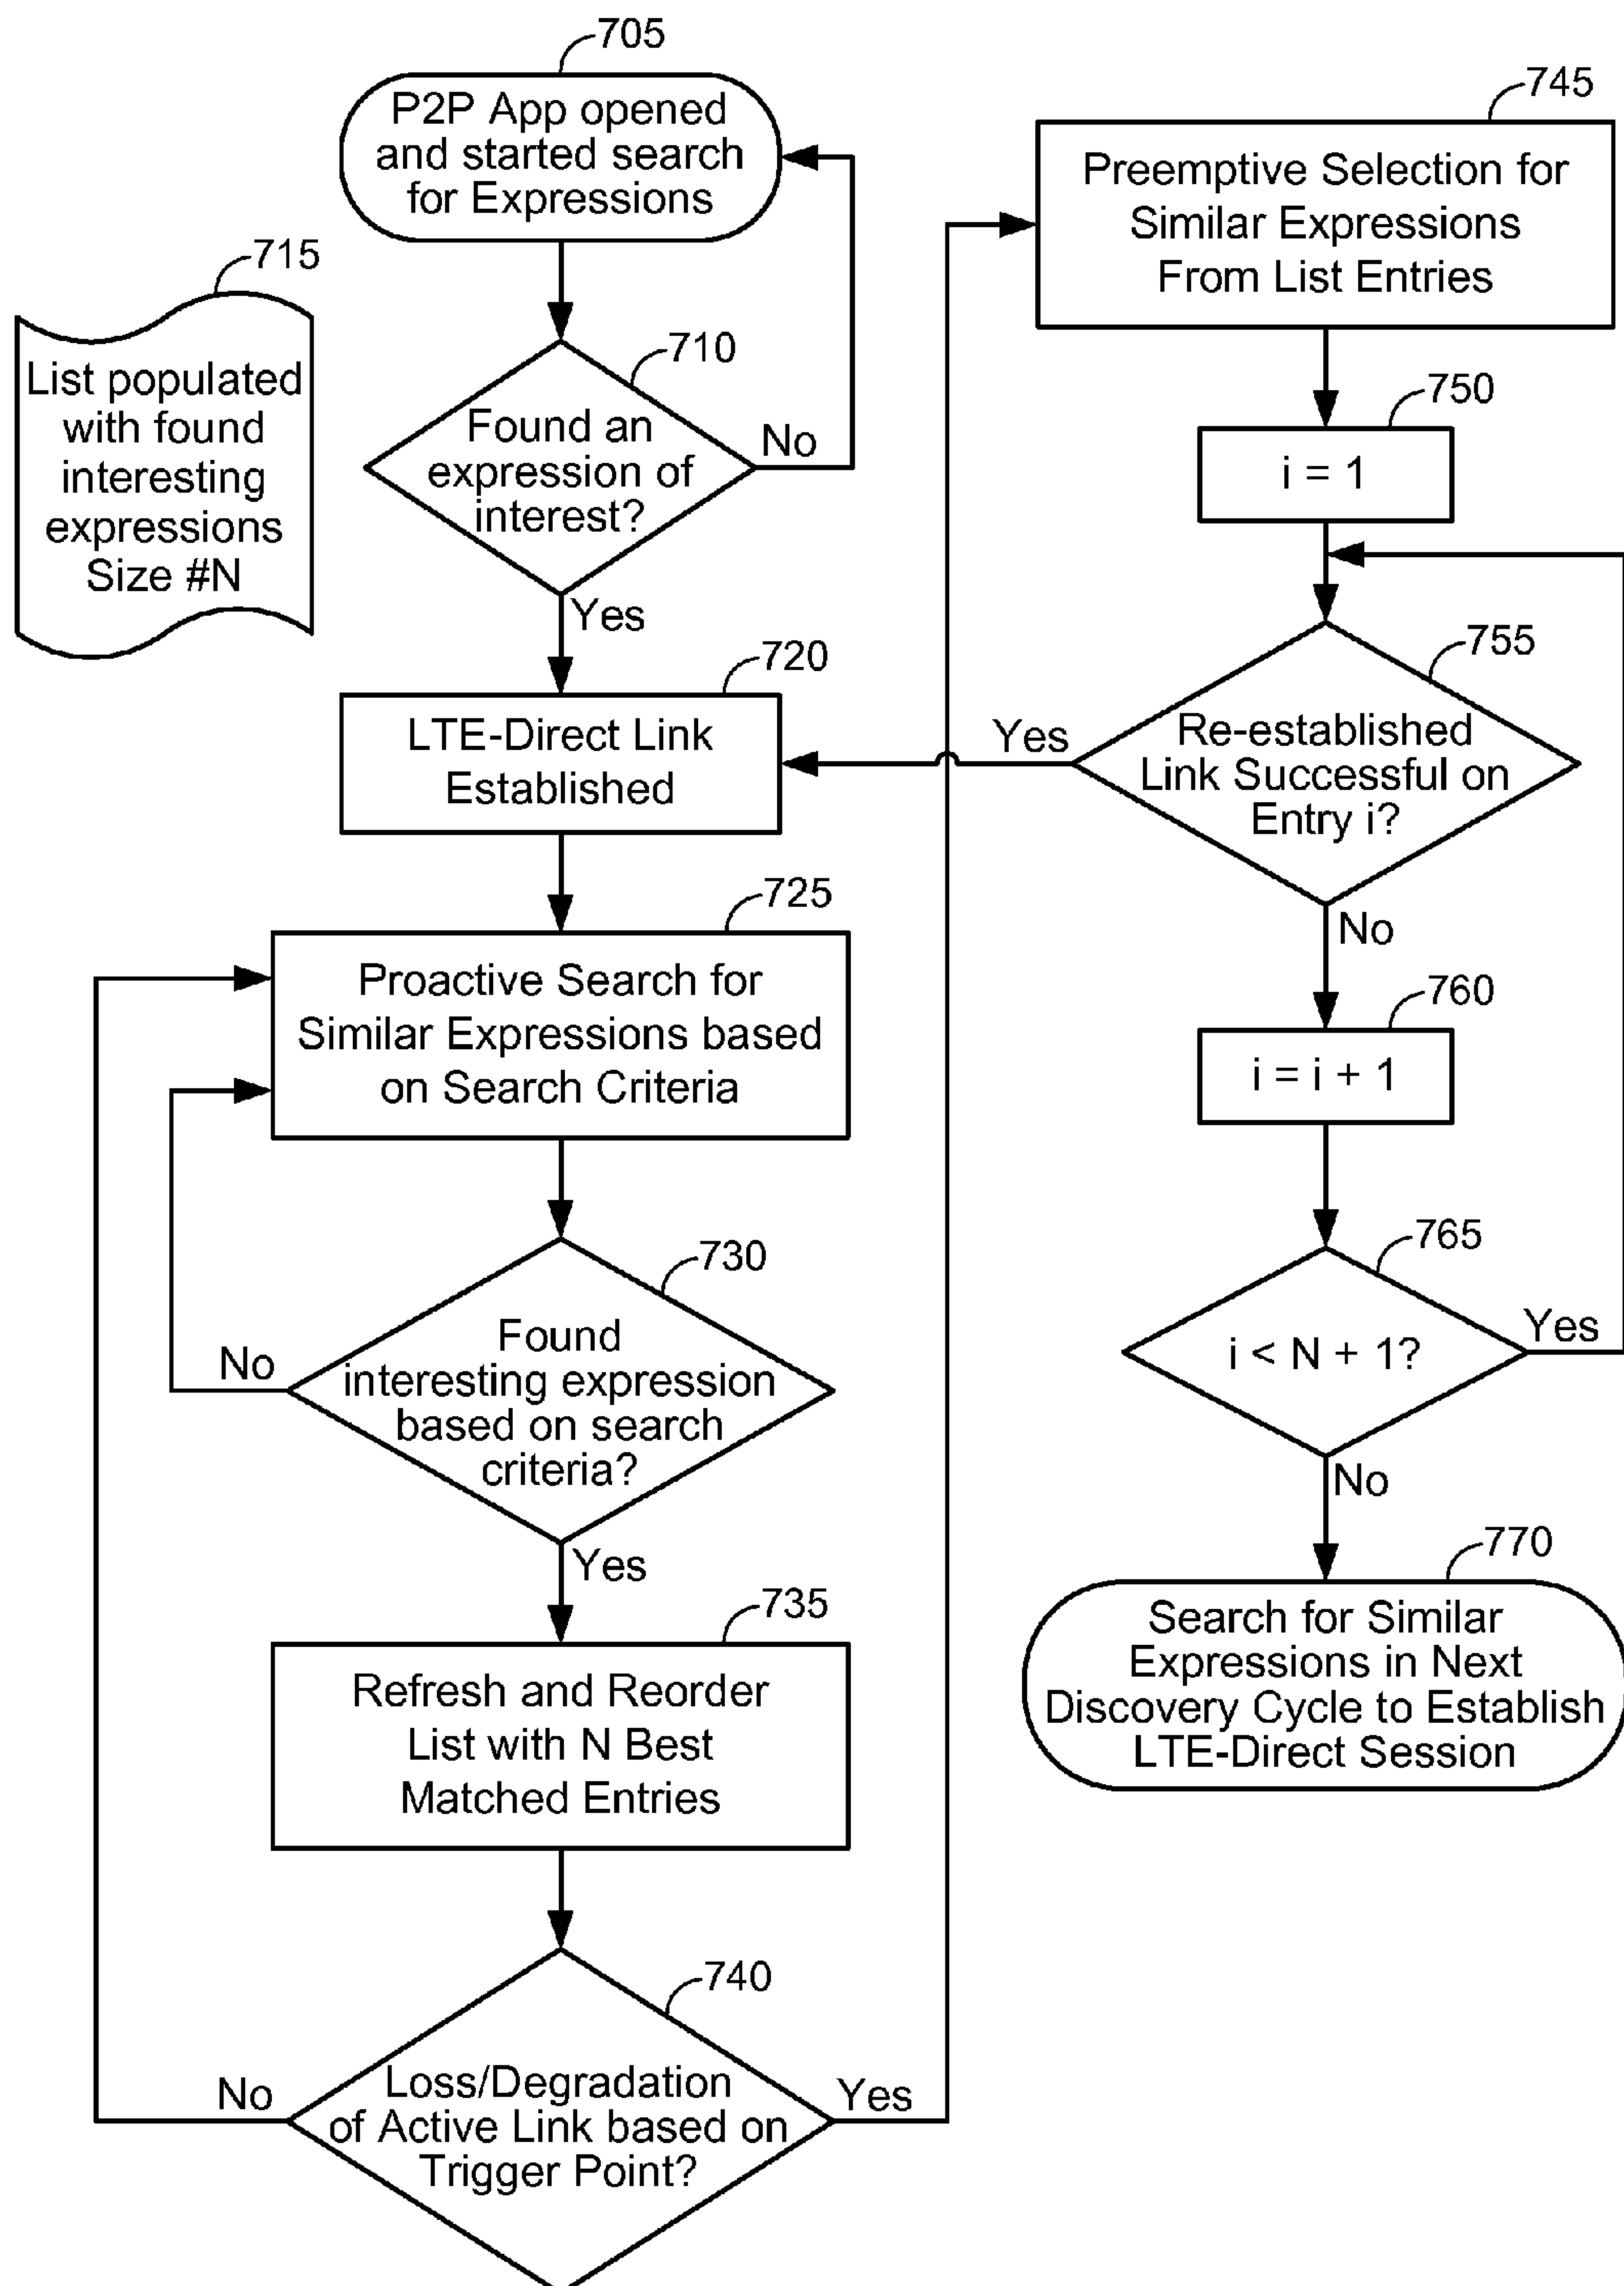 705
P2P App opened
and started search
for Expressions
715
List populated
with found
interesting
expressions
Size #N
710
Found an
expression of
interest?
No
Yes
720
LTE-Direct Link
Established
725
Proactive Search for
Similar Expressions based
on Search Criteria
730
Found
interesting expression
based on search
criteria?
No
Yes
735
Refresh and Reorder
List with N Best
Matched Entries
740
Loss/Degradation
of Active Link based on
Trigger Point?
No
Yes
745
Preemptive Selection for
Similar Expressions
From List Entries
750
i = 1
755
Re-established
Link Successful on
Entry i?
Yes
No
760
i = i + 1
765
i < N + 1?
Yes
No
770
Search for Similar
Expressions in Next
Discovery Cycle to Establish
LTE-Direct Session